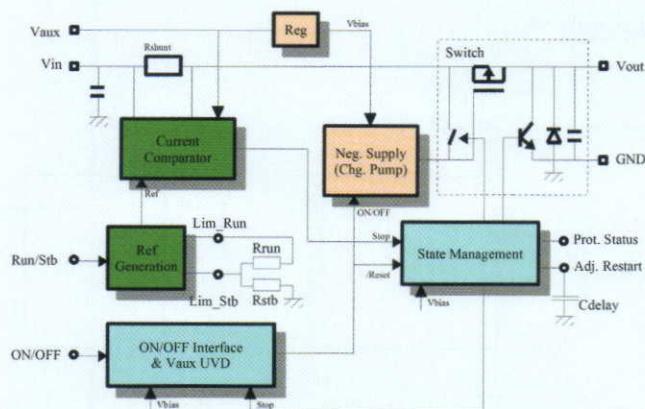 Vaux
Reg
Vbias
Rshunt
Switch
Vin
Vout
Current
Comparator
Neg. Supply
(Chg. Pump)
GND
Ref
ON/OFF
Lim_Run
Rrun
Run/Stb
Ref
Generation
Stop
State Management
Prot. Status
/Reset
Adj. Restart
Lim_Stb
Rstb
Vbias
Cdelay
ON/OFF
ON/OFF Interface
& Vaux UVD
Vbias
Stop